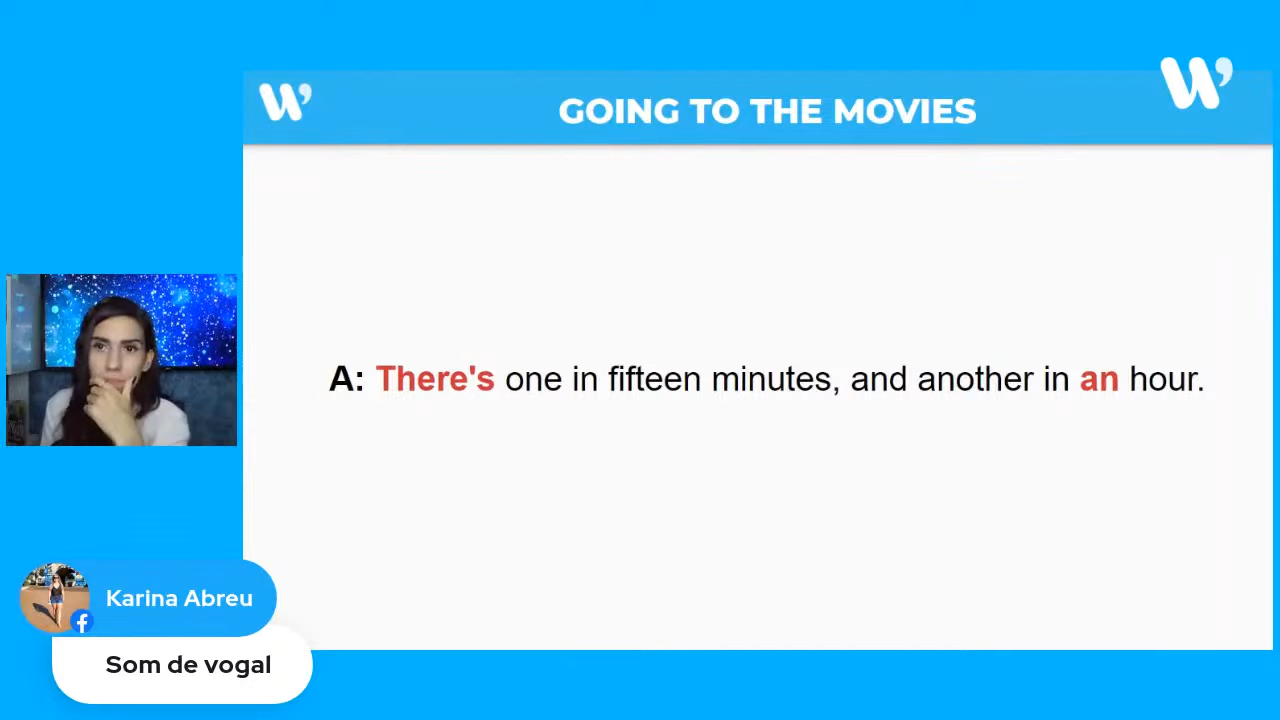 W'
W'
GOING TO THE MOVIES
A: There's one in fifteen minutes, and another in an hour.
Karina Abreu
Som de vogal